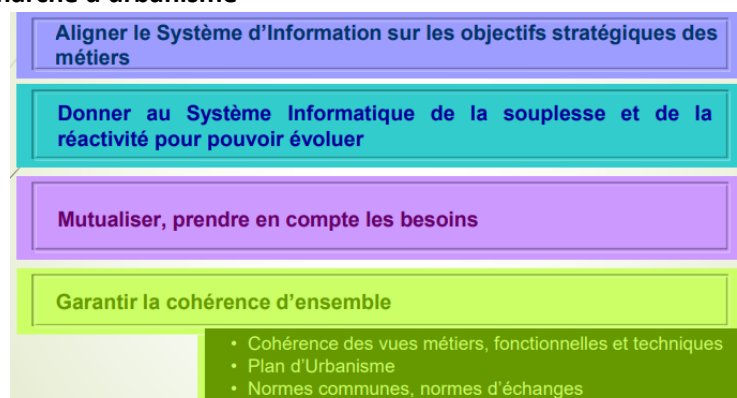 marche d'urbanisme
Aligner le Système d'Information sur les objectifs stratégiques des
métiers
Donner au Système Informatique de la souplesse et de la
réactivité pour pouvoir évoluer
Mutualiser, prendre en compte les besoins
Garantir la cohérence d'ensemble
• Cohérence des vues métiers, fonctionnelles et techniques
• Plan d'Urbanisme
• Normes communes, normes d'échanges